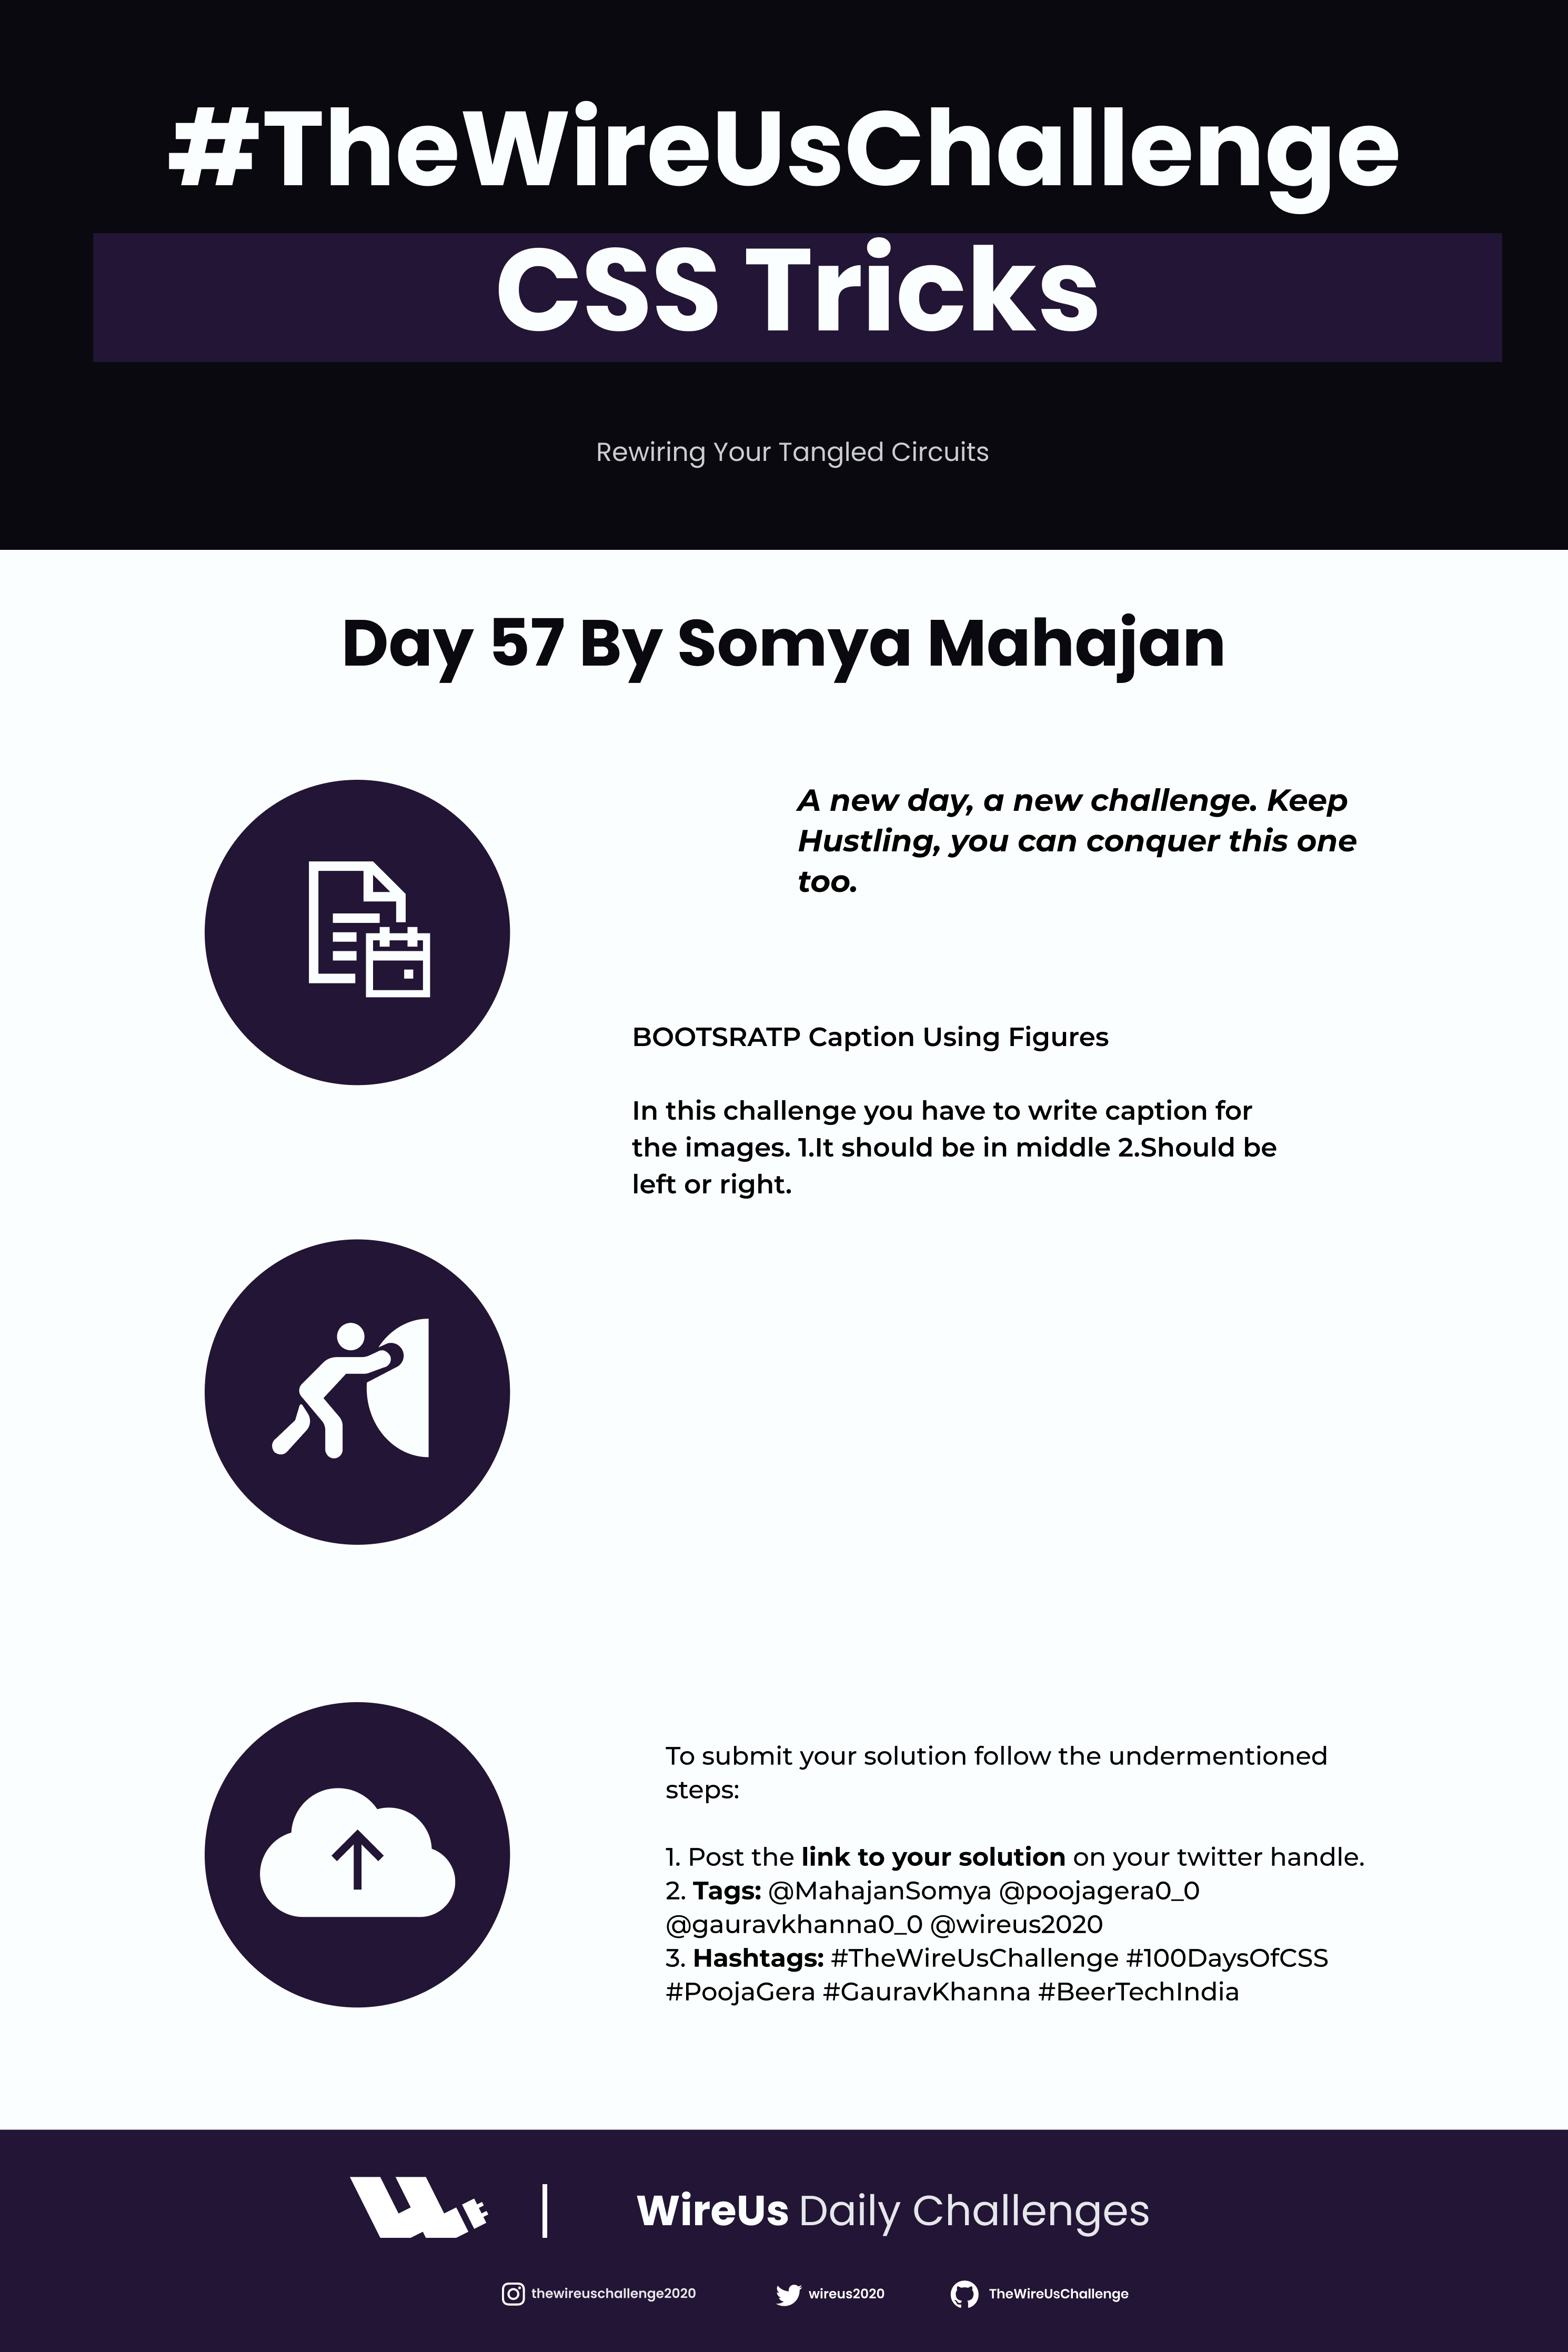 #TheWireUsChallenge
CSS Tricks
Rewiring Your Tangled Circuits
Day 57 By Somya Mahajan
A new day, a new challenge. Keep
Hustling, you can conquer this one
too.
BOOTSRATP Caption Using Figures
In this challenge you have to write caption for
the images. 1.It should be in middle 2.Should be
left or right.
To submit your solution follow the undermentioned
steps:
1. Post the link to your solution on your twitter handle.
2. Tags: @MahajanSomya @poojagera0_0
@gauravkhanna0_0 @wireus2020
3. Hashtags: #TheWireUsChallenge #100DaysOfCSS
#PoojaGera #GauravKhanna #BeerTechIndia
WireUs Daily Challenges
thewireuschallenge2020
wireus2020
TheWireUsChallenge